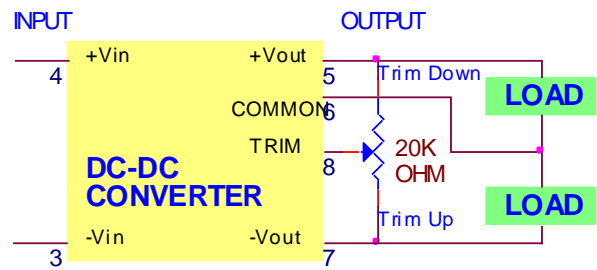 INPUT
OUTPUT
+Vin
+Vout
4
5
Trim Down
LOAD
COMMON
6
TRIM
8
20K
OHM
DC-DC
CONVERTER
LOAD
Trim Up
-Vin
-Vout
3
7